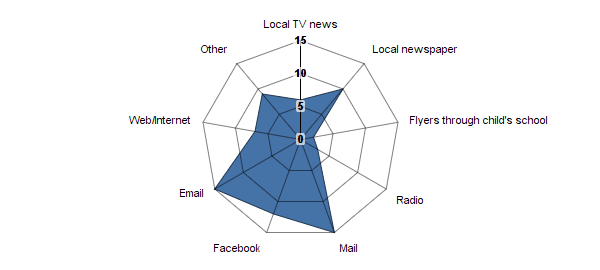 Local TV news
15
Other
Local newspaper
10
Web/Internet
5
Flyers through child's school
0
Email
Radio
Facebook
Mail